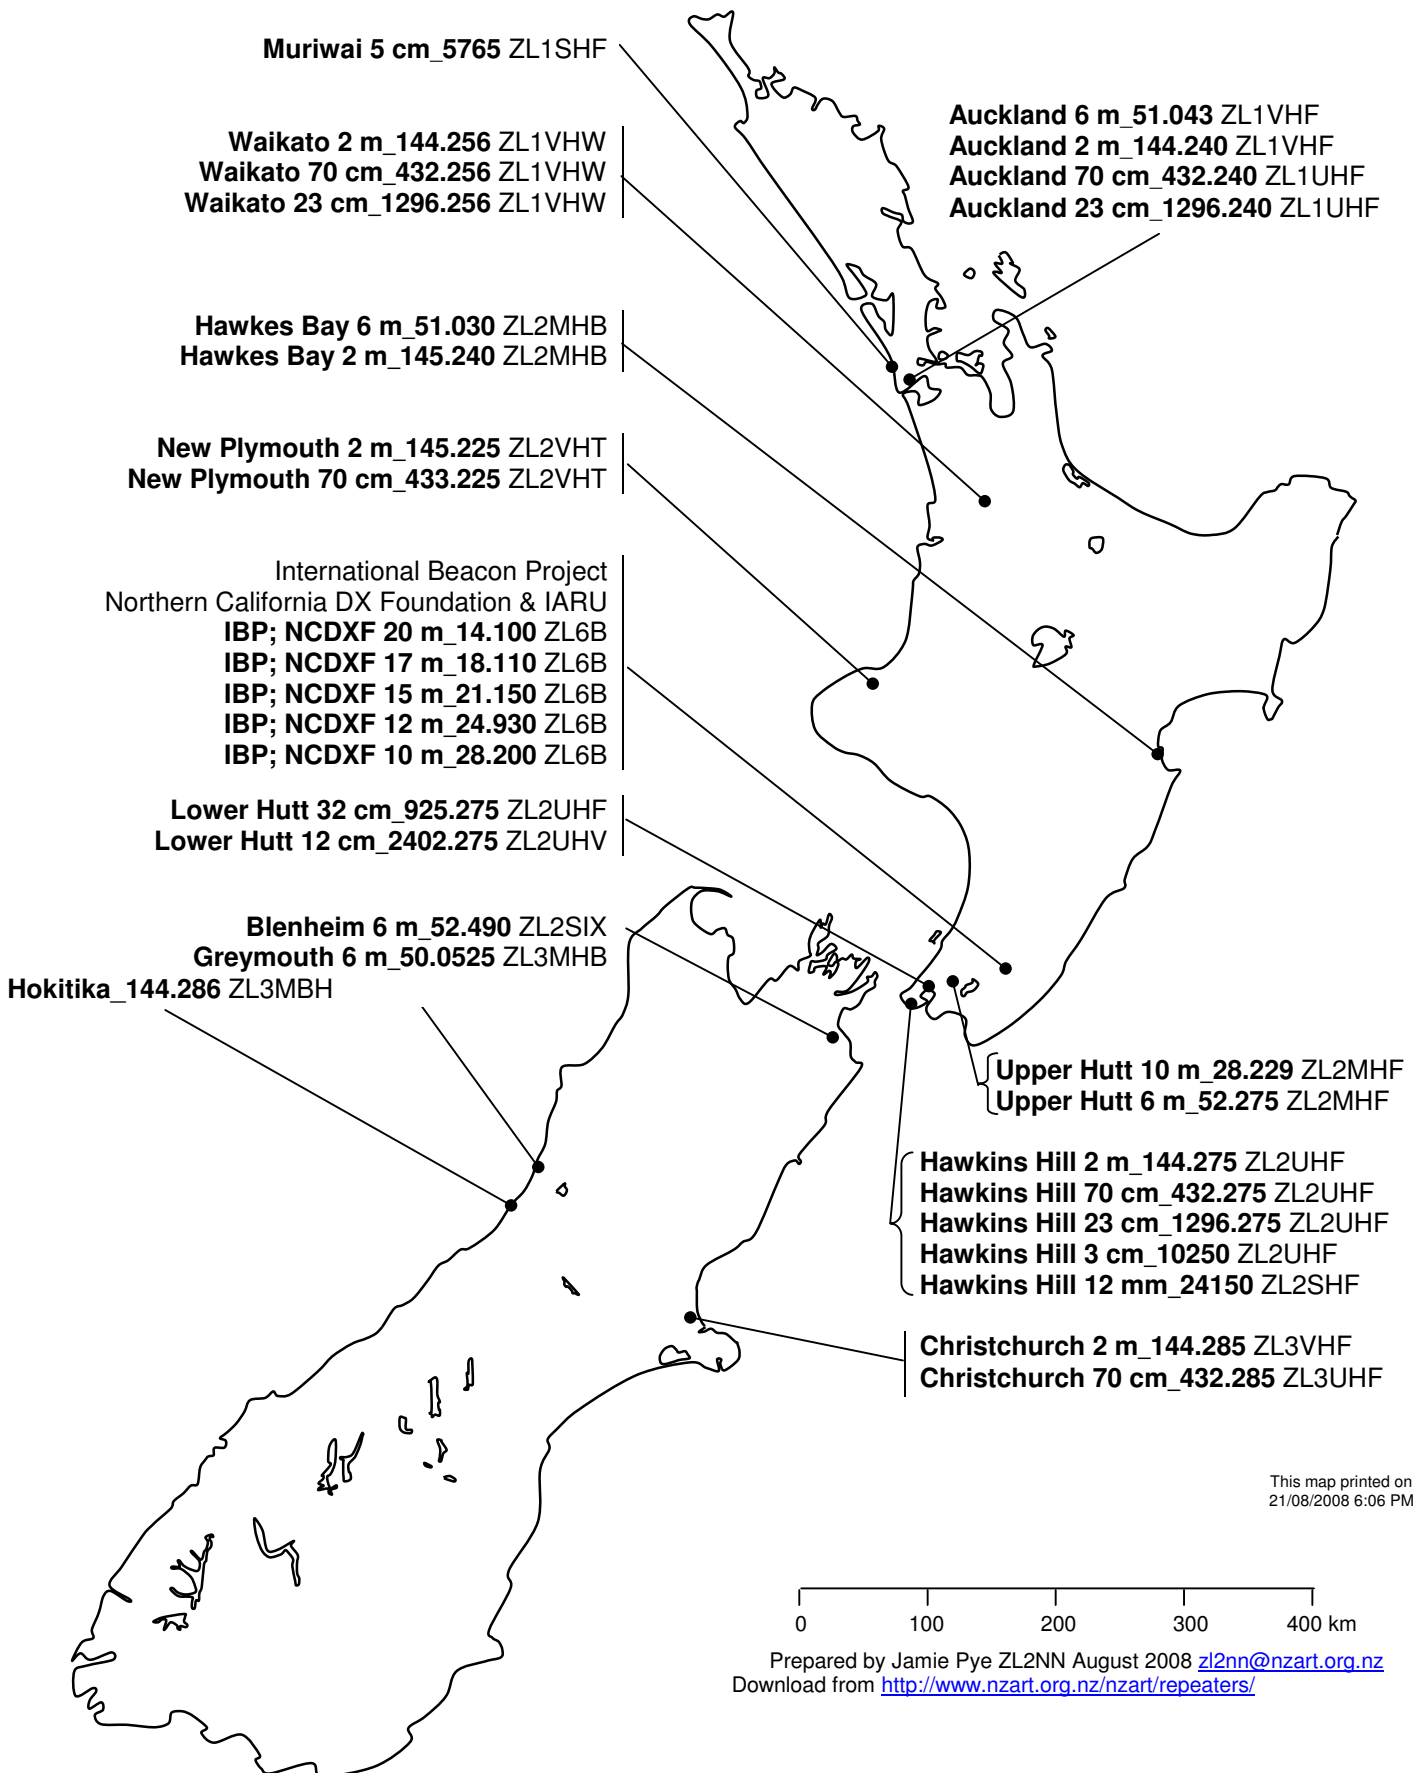 Muriwai 5 cm_5765 ZL1SHF
Auckland 6 m_51.043 ZL1VHF
Auckland 2 m_144.240 ZL1VHF
Auckland 70 cm_432.240 ZL1UHF
Auckland 23 cm_1296.240 ZL1UHF
Waikato 2 m_144.256 ZL1VHW
Waikato 70 cm_432.256 ZL1VHW
Waikato 23 cm_1296.256 ZL1VHW
Hawkes Bay 6 m_51.030 ZL2MHB
Hawkes Bay 2 m_145.240 ZL2MHB
New Plymouth 2 m_145.225 ZL2VHT
New Plymouth 70 cm_433.225 ZL2VHT
International Beacon Project
Northern California DX Foundation & IARU
IBP; NCDXF 20 m_14.100 ZL6B
IBP; NCDXF 17 m_18.110 ZL6B
IBP; NCDXF 15 m_21.150 ZL6B
IBP; NCDXF 12 m_24.930 ZL6B
IBP; NCDXF 10 m_28.200 ZL6B
Lower Hutt 32 cm_925.275 ZL2UHF
Lower Hutt 12 cm_2402.275 ZL2UHV
Blenheim 6 m_52.490 ZL2SIX
Greymouth 6 m_50.0525 ZL3MHB
Hokitika_144.286 ZL3MBH
Upper Hutt 10 m_28.229 ZL2MHF
Upper Hutt 6 m_52.275 ZL2MHF
Hawkins Hill 2 m_144.275 ZL2UHF
Hawkins Hill 70 cm_432.275 ZL2UHF
Hawkins Hill 23 cm_1296.275 ZL2UHF
Hawkins Hill 3 cm_10250 ZL2UHF
Hawkins Hill 12 mm_24150 ZL2SHF
Christchurch 2 m_144.285 ZL3VHF
Christchurch 70 cm_432.285 ZL3UHF
This map printed on
21/08/2008 6:06 PM
0 100 200 300 400 km
Prepared by Jamie Pye ZL2NN August 2008 zl2nn@nzart.org.nz
Download from http://www.nzart.org.nz/nzart/repeaters/